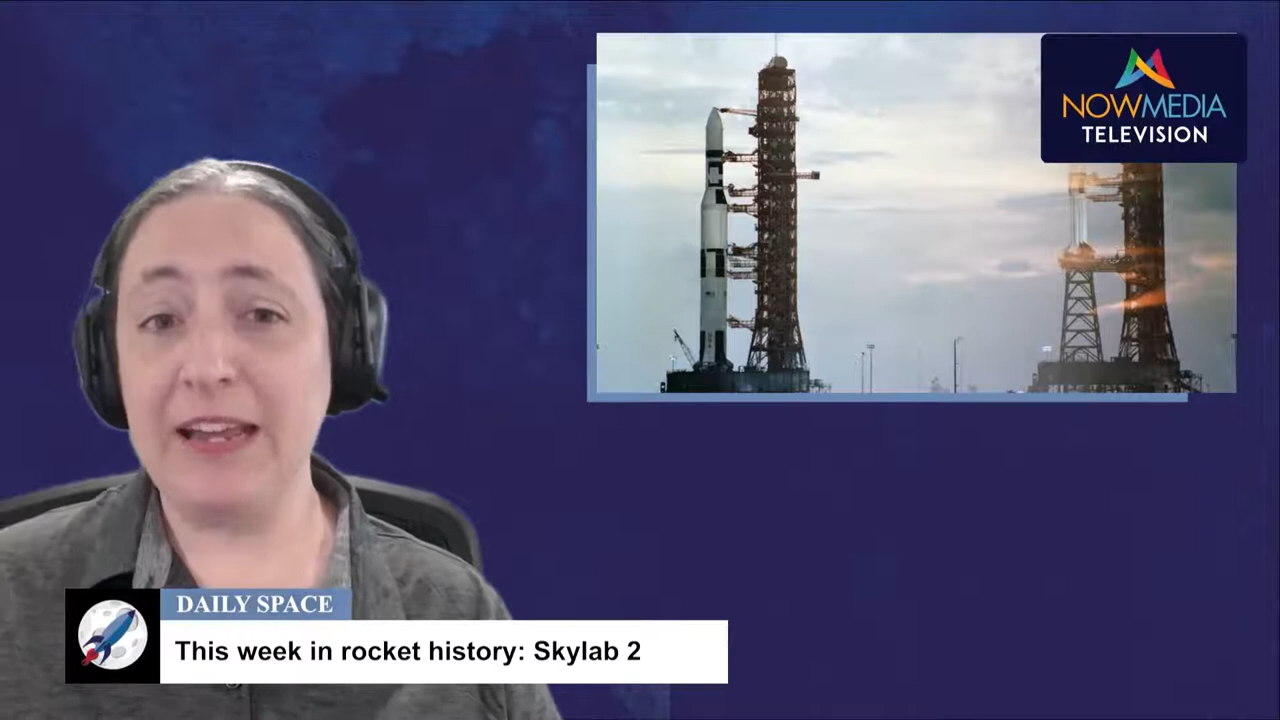 NOWMEDIA
TELEVISION
DAILY SPACE
This week in rocket history: Skylab 2